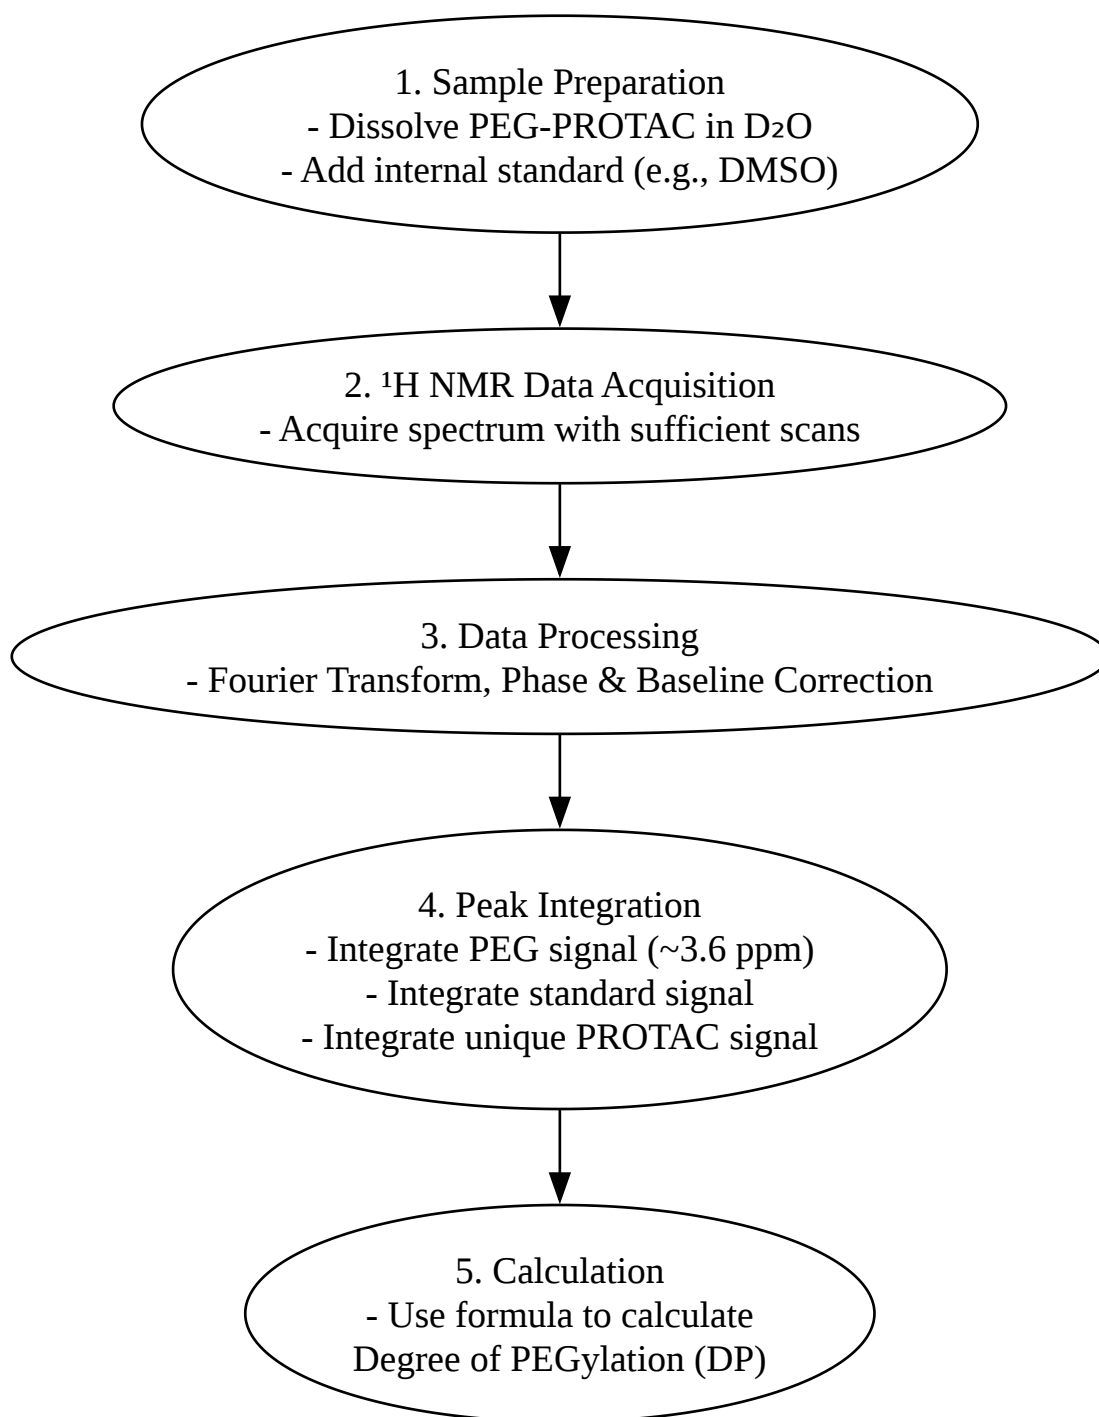 1. Sample Preparation
- Dissolve PEG-PROTAC in D₂O
- Add internal standard (e.g., DMSO)
2. ¹H NMR Data Acquisition
- Acquire spectrum with sufficient scans
3. Data Processing
- Fourier Transform, Phase & Baseline Correction
4. Peak Integration
- Integrate PEG signal (~3.6 ppm)
- Integrate standard signal
- Integrate unique PROTAC signal
5. Calculation
- Use formula to calculate
Degree of PEGylation (DP)